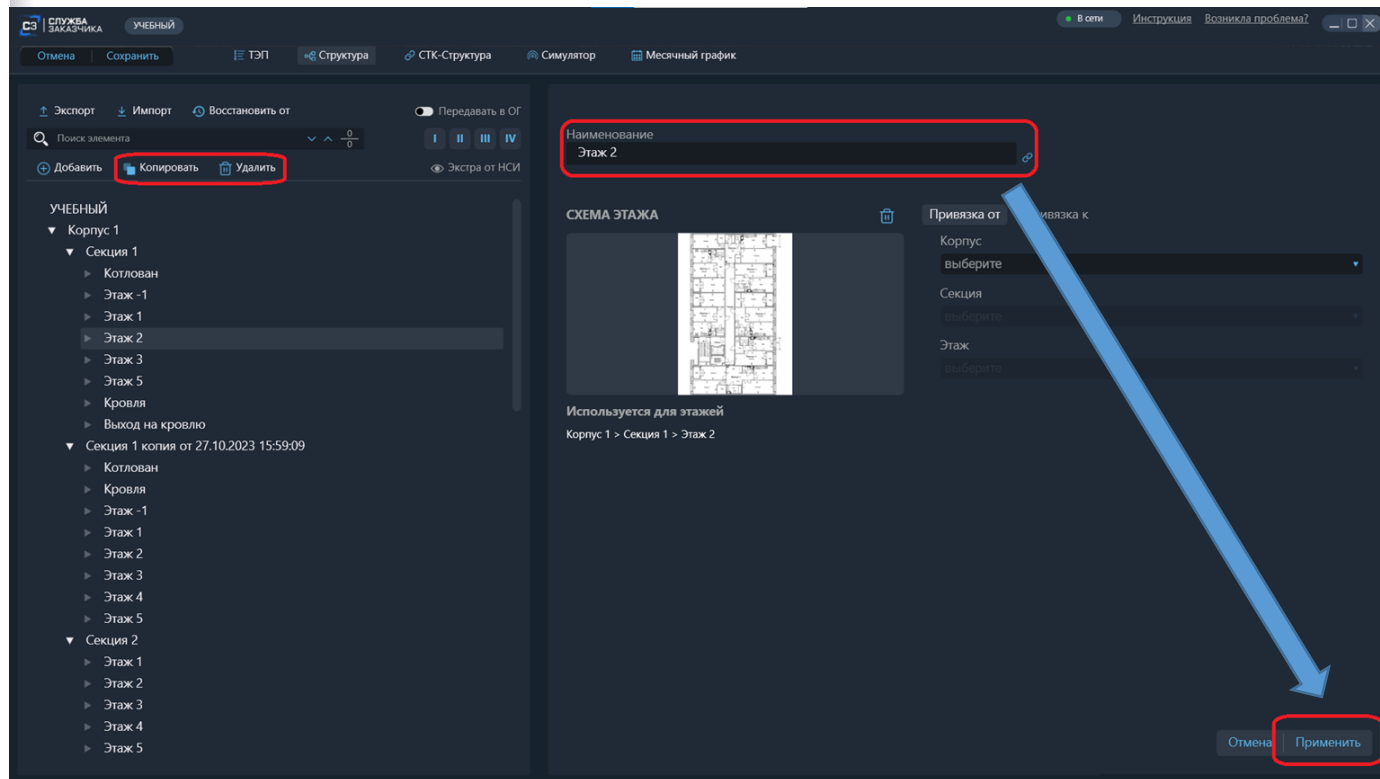 СЗ СЛУЖБА ЗАКАЗЧИКА УЧЕБНЫЙ
В сети Инструкция Возникла проблема?
Отмена Сохранить ТЭП Структура СТК-Структура Симулятор Месячный график
Экспорт Импорт Восстановить от Передавать в ОГ
Поиск элемента 0/0 I II III IV
Добавить Копировать Удалить Экстра от НСИ
УЧЕБНЫЙ
Корпус 1
Секция 1
Котлован
Этаж -1
Этаж 1
Этаж 2
Этаж 3
Этаж 5
Кровля
Выход на кровлю
Секция 1 копия от 27.10.2023 15:59:09
Котлован
Кровля
Этаж -1
Этаж 1
Этаж 2
Этаж 3
Этаж 4
Этаж 5
Секция 2
Этаж 1
Этаж 2
Этаж 3
Этаж 4
Этаж 5
Наименование
Этаж 2
СХЕМА ЭТАЖА
Используется для этажей
Корпус 1 > Секция 1 > Этаж 2
Привязка от ивязка к
Корпус
выберите
Секция
выберите
Этаж
выберите
Отмена Применить